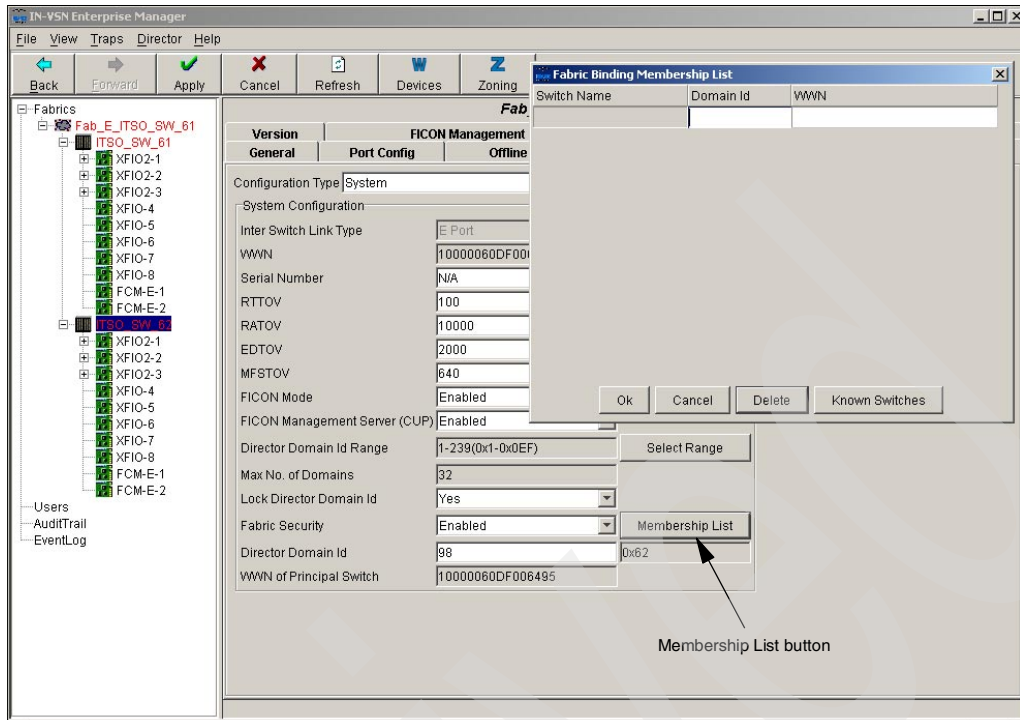 IN-VSN Enterprise Manager
File View Traps Director Help
Back Forward Apply Cancel Refresh Devices Zoning
Fabrics
Fab_E_ITSO_SW_61
ITSO_SW_61
XFIO2-1
XFIO2-2
XFIO2-3
XFIO-4
XFIO-5
XFIO-6
XFIO-7
XFIO-8
FCM-E-1
FCM-E-2
ITSO_SW_62
XFIO2-1
XFIO2-2
XFIO2-3
XFIO-4
XFIO-5
XFIO-6
XFIO-7
XFIO-8
FCM-E-1
FCM-E-2
Users
AuditTrail
EventLog
Fab_
Version FICON Management
General Port Config Offline
Configuration Type System
System Configuration
Inter Switch Link Type E Port
WWN 10000060DF00
Serial Number N/A
RTTOV 100
RATOV 10000
EDTOV 2000
MFSTOV 640
FICON Mode Enabled
FICON Management Server (CUP) Enabled
Director Domain Id Range 1-239(0x1-0x0EF) Select Range
Max No. of Domains 32
Lock Director Domain Id Yes
Fabric Security Enabled Membership List
Director Domain Id 98 0x62
WWN of Principal Switch 10000060DF006495
Fabric Binding Membership List
Switch Name Domain Id WWN
Ok Cancel Delete Known Switches
Membership List button